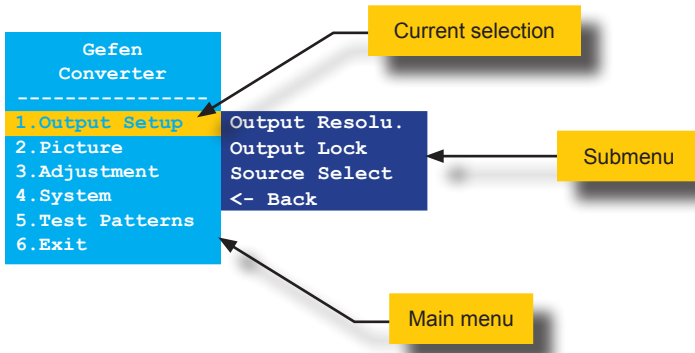 Gefen
Converter
----------------
1.Output Setup
2.Picture
3.Adjustment
4.System
5.Test Patterns
6.Exit
Output Resolu.
Output Lock
Source Select
<- Back
Current selection
Submenu
Main menu